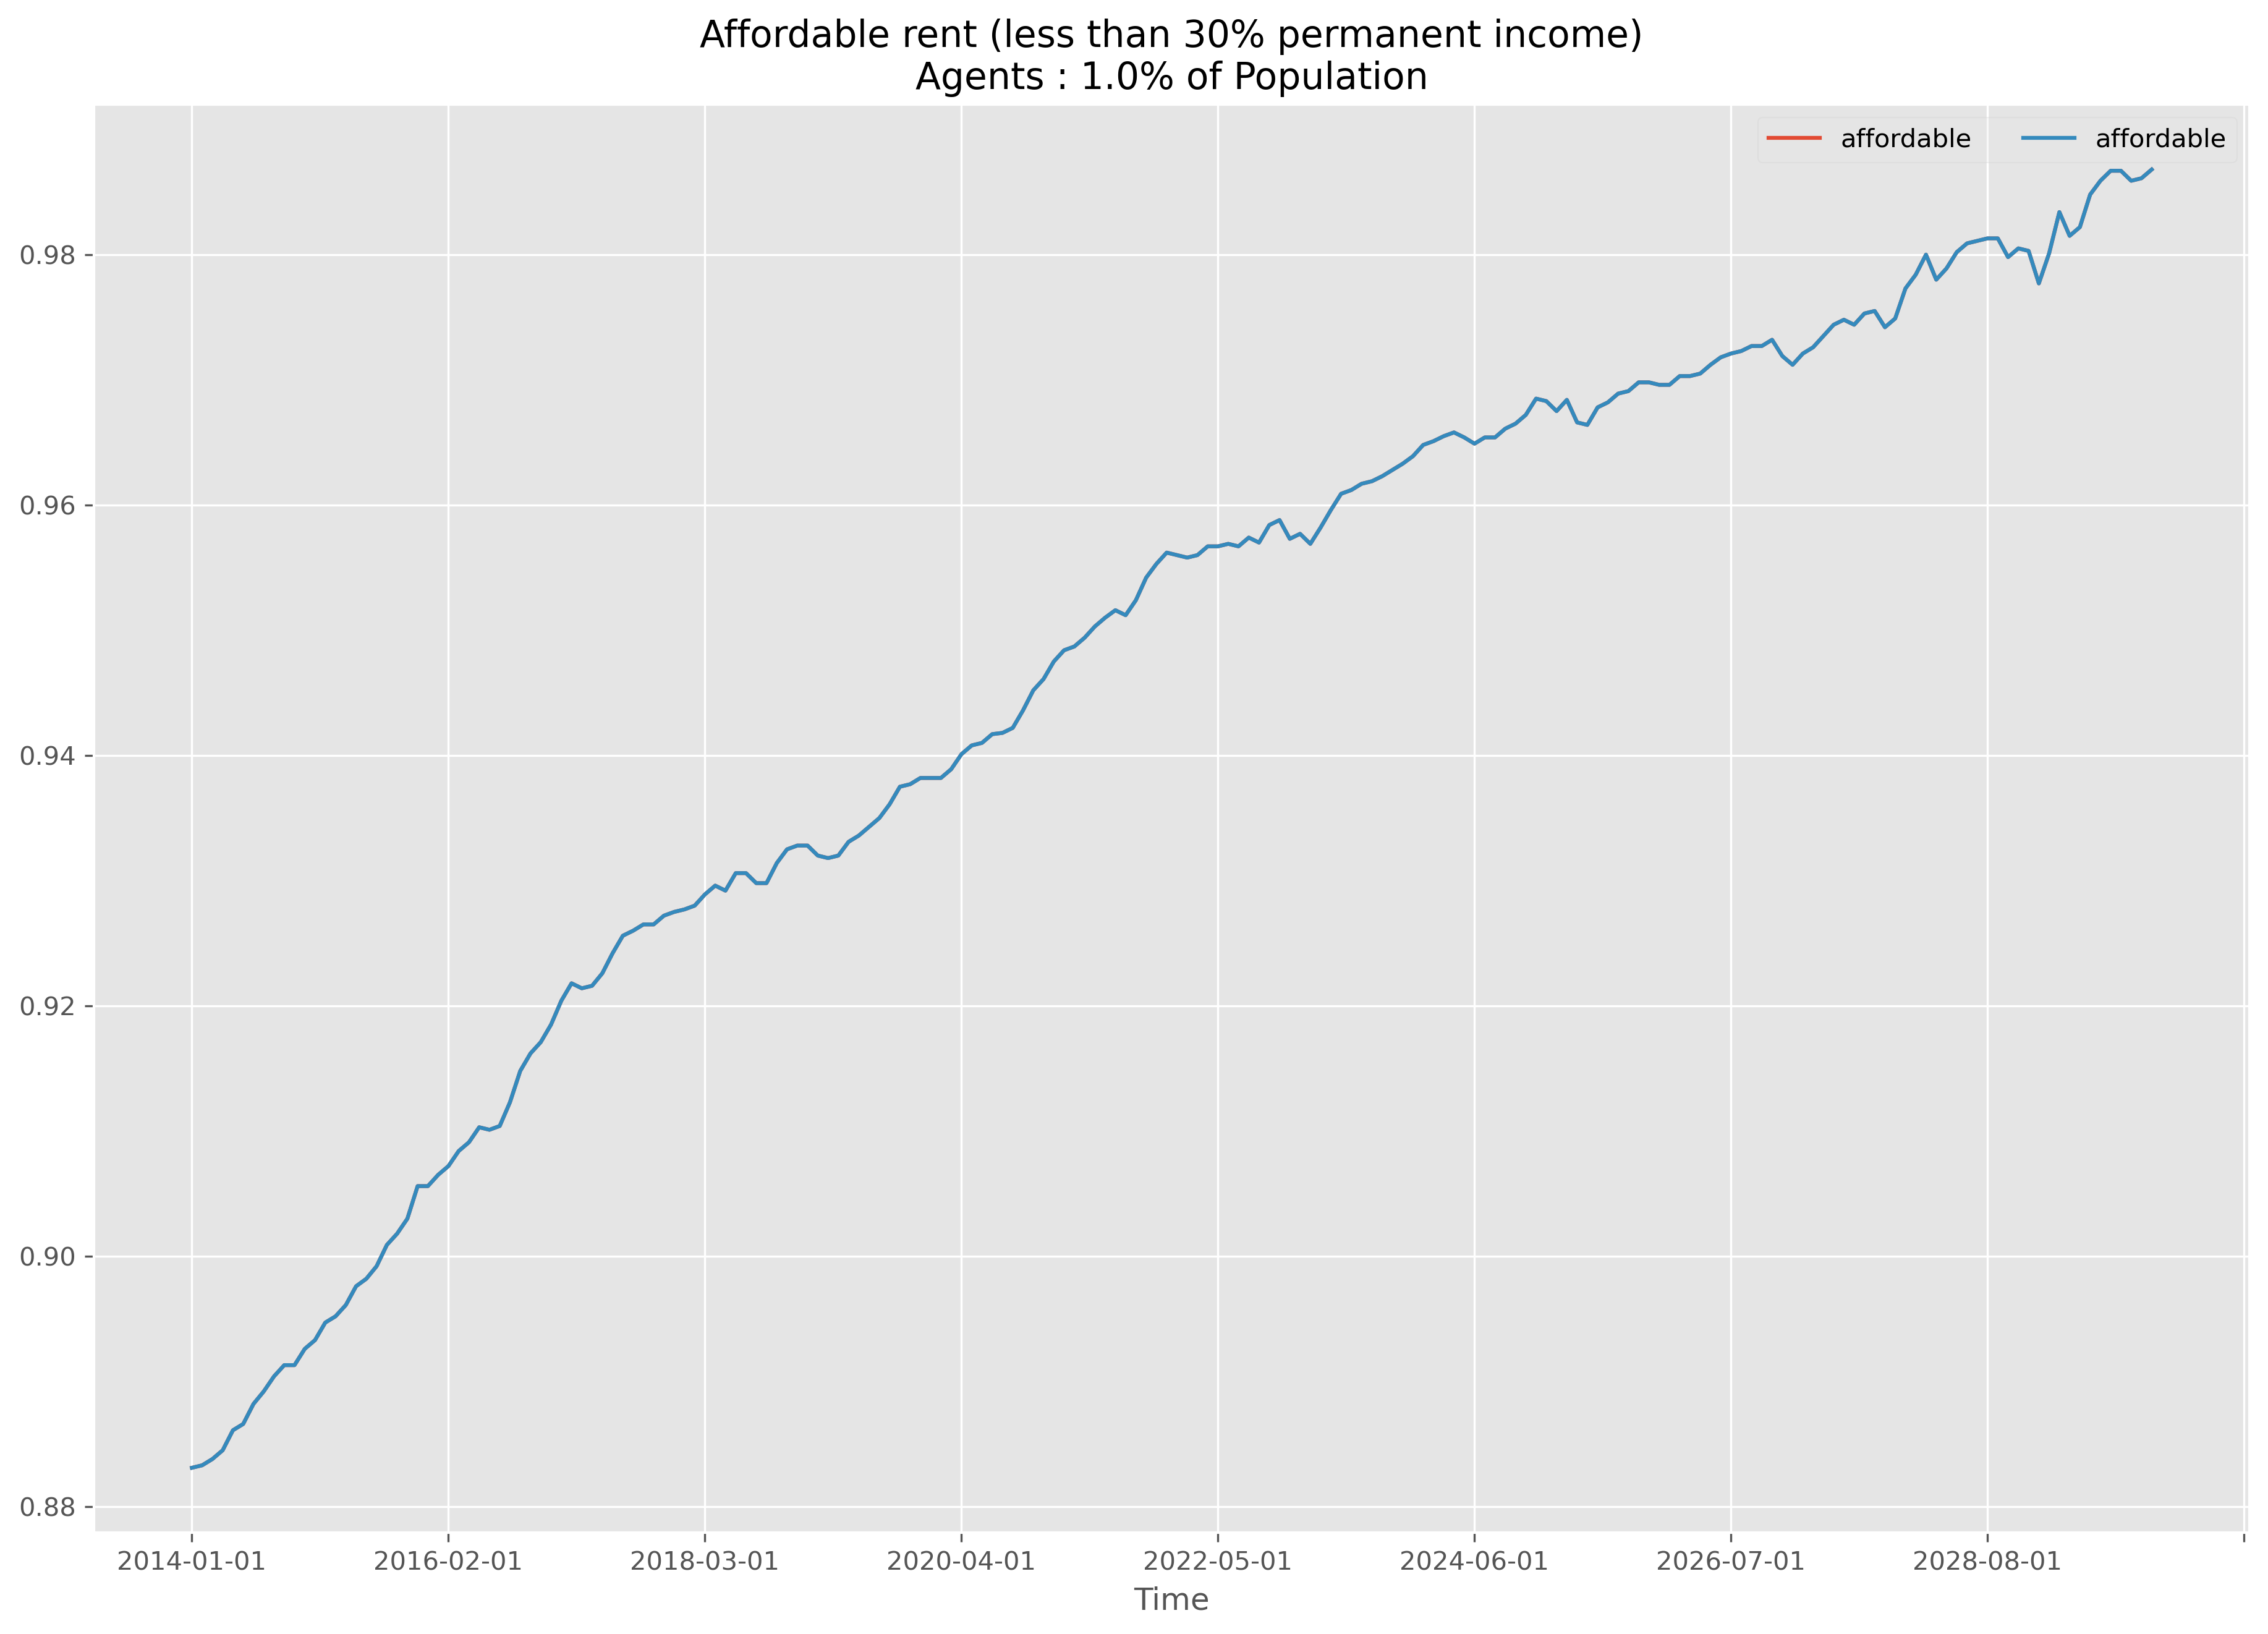 Affordable rent (less than 30% permanent income)
Agents : 1.0% of Population
affordable affordable
0.98
0.96
0.94
0.92
0.90
0.88
2014-01-01 2016-02-01 2018-03-01 2020-04-01 2022-05-01 2024-06-01 2026-07-01 2028-08-01
Time